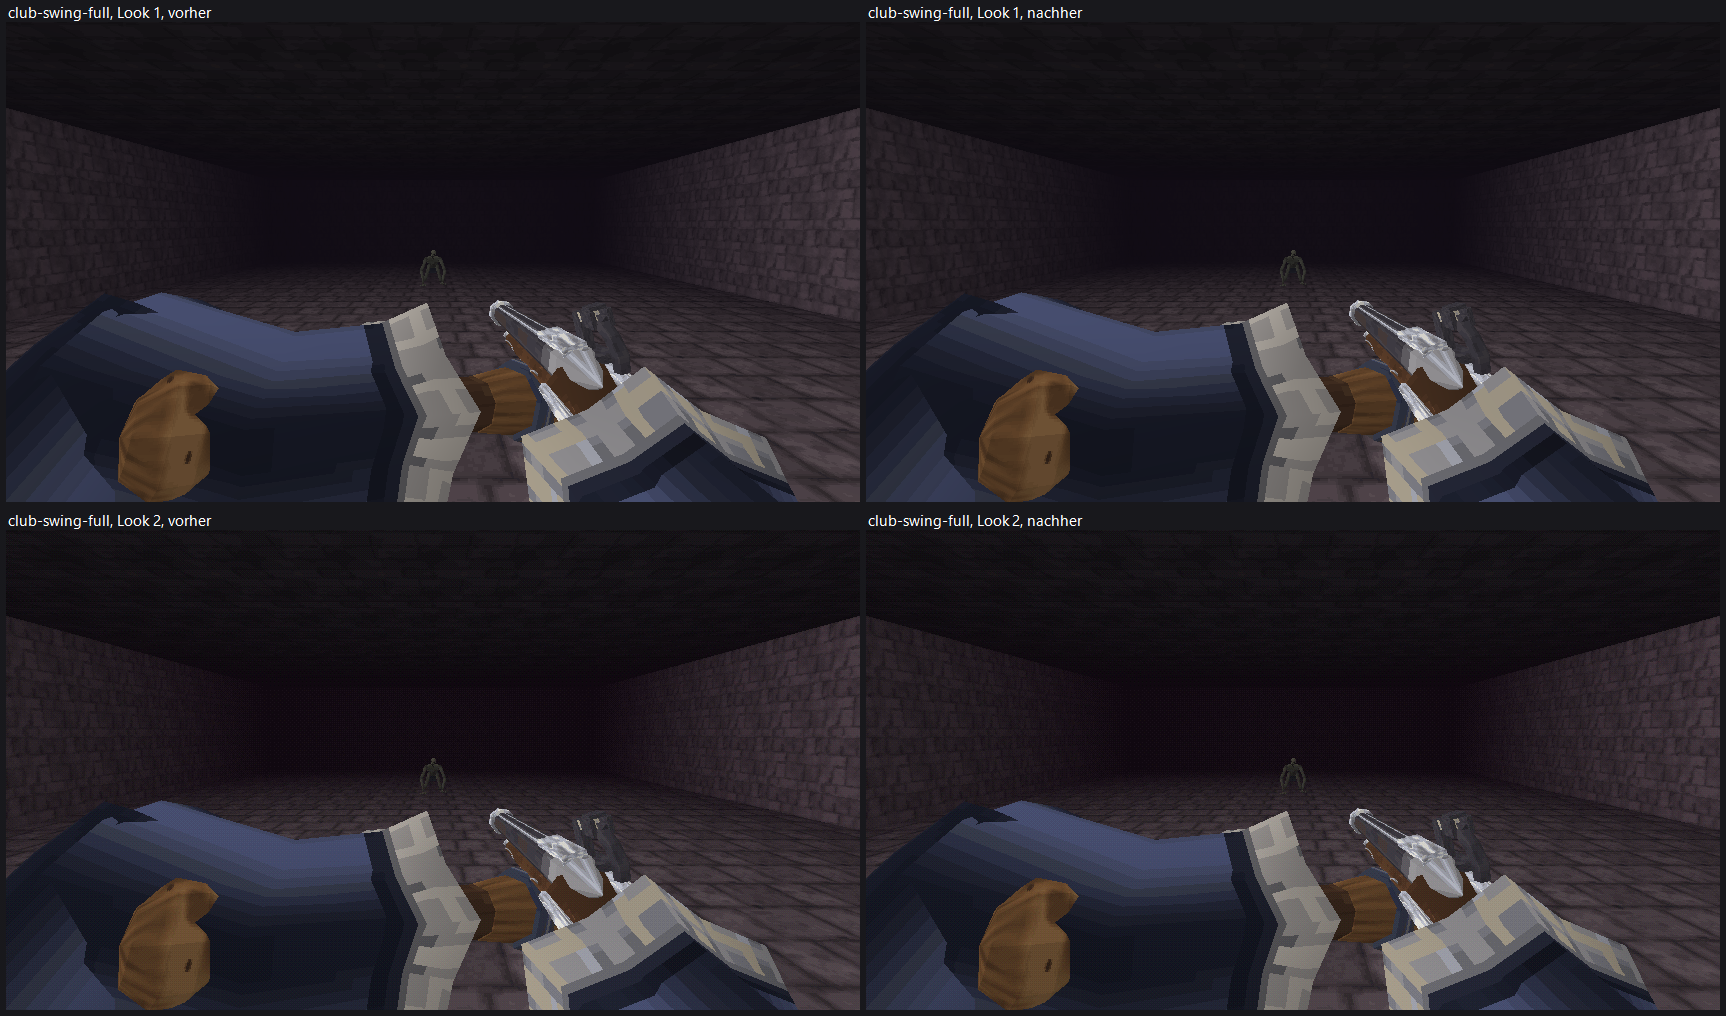 club-swing-full, Look 1, vorher
club-swing-full, Look 1, nachher
club-swing-full, Look 2, vorher
club-swing-full, Look 2, nachher